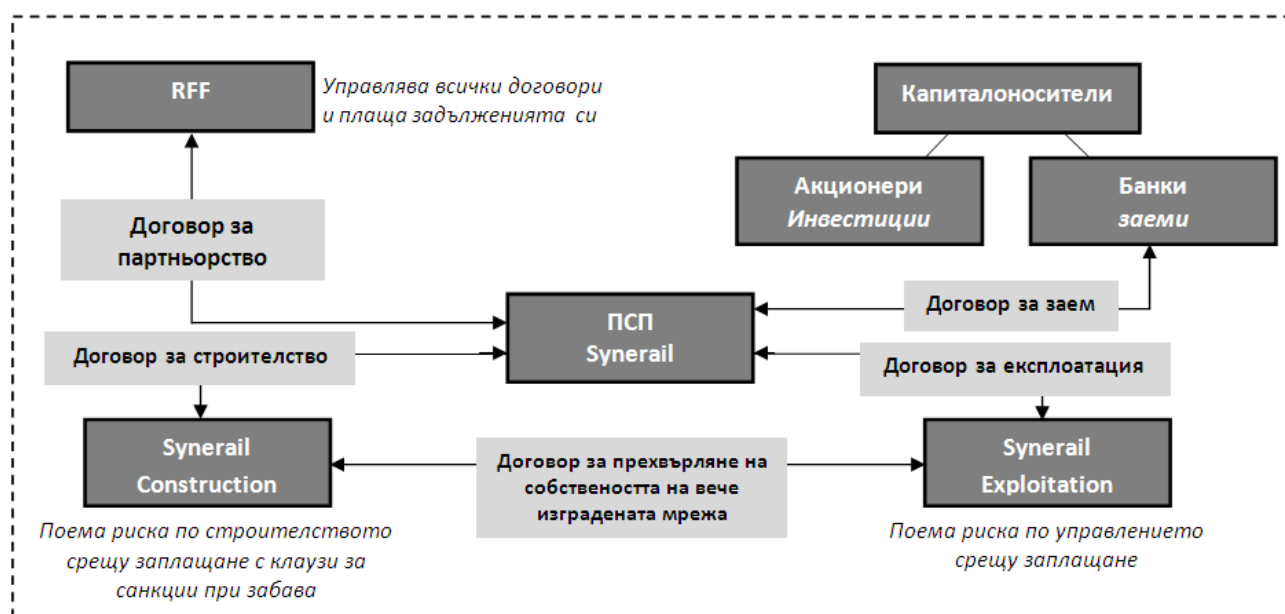 RFF
Управлява всички договори
и плаща задълженията си
Капиталоносители
Акционери
Инвестиции
Банки
заеми
Договор за
партньорство
ПСП
Synerail
Договор за заем
Договор за строителство
Договор за експлоатация
Synerail
Construction
Договор за прехвърляне на
собствеността на вече
изградената мрежа
Synerail
Exploitation
Поема риска по строителството
срещу заплащане с клаузи за
санкции при забава
Поема риска по управлението
срещу заплащане